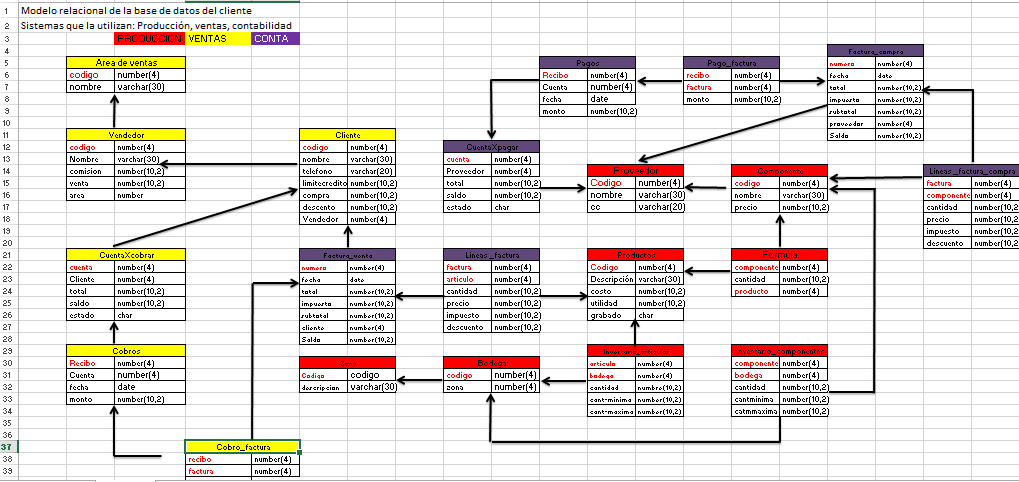 Modelo relacional de la base de datos del cliente
Sistemas que la utilizan: Producción, ventas, contabilidad
PRODUCCION VENTAS CONTA
Area de ventas
codigo number(4)
nombre varchar(30)
Pagos
Recibo number(4)
Cuenta number(4)
fecha date
monto number(10,2)
Pago_factura
recibo number(4)
factura number(4)
monto number(10,2)
Factura_compra
numero number(4)
fecha date
total number(10,2)
impuesto number(10,2)
subtotal number(10,2)
proveedor number(4)
Saldo number(10,2)
Vendedor
codigo number(4)
Nombre varchar(30)
comision number(10,2)
venta number(10,2)
area number
Cliente
codigo number(4)
nombre varchar(30)
telefono varchar(20)
limitecredito number(10,2)
compra number(10,2)
descuento number(10,2)
Vendedor number(4)
CuentaXpagar
cuenta number(4)
Proveedor number(4)
total number(10,2)
saldo number(10,2)
estado char
Proveedor
Codigo number(4)
nombre varchar(30)
cc varchar(20)
Componente
codigo number(4)
nombre varchar(30)
precio number(10,2)
Lineas_factura_compra
factura number(4)
componente number(4)
cantidad number(10,2)
precio number(10,2)
impuesto number(10,2)
descuento number(10,2)
CuentaXcobrar
cuenta number(4)
Cliente number(4)
total number(10,2)
saldo number(10,2)
estado char
Factura_venta
numero number(4)
fecha date
total number(10,2)
impuesto number(10,2)
subtotal number(10,2)
cliente number(4)
Saldo number(10,2)
Lineas_factura
factura number(4)
articulo number(4)
cantidad number(10,2)
precio number(10,2)
impuesto number(10,2)
descuento number(10,2)
Productos
Codigo number(4)
Descripción varchar(30)
costo number(10,2)
utilidad number(10,2)
grabado char
Formula
componente number(4)
cantidad number(10,2)
producto number(4)
Cobros
Recibo number(4)
Cuenta number(4)
fecha date
monto number(10,2)
Zona
Codigo codigo
descripcion varchar(30)
Bodega
codigo number(4)
zona number(4)
Inventario_articulos
articulo number(4)
bodega number(4)
cantidad number(10,2)
cant-minima number(10,2)
cant-maxima number(10,2)
Inventario_componentes
componente number(4)
bodega number(4)
cantidad number(10,2)
cantminima number(10,2)
catmmaxima number(10,2)
Cobro_factura
recibo number(4)
factura number(4)